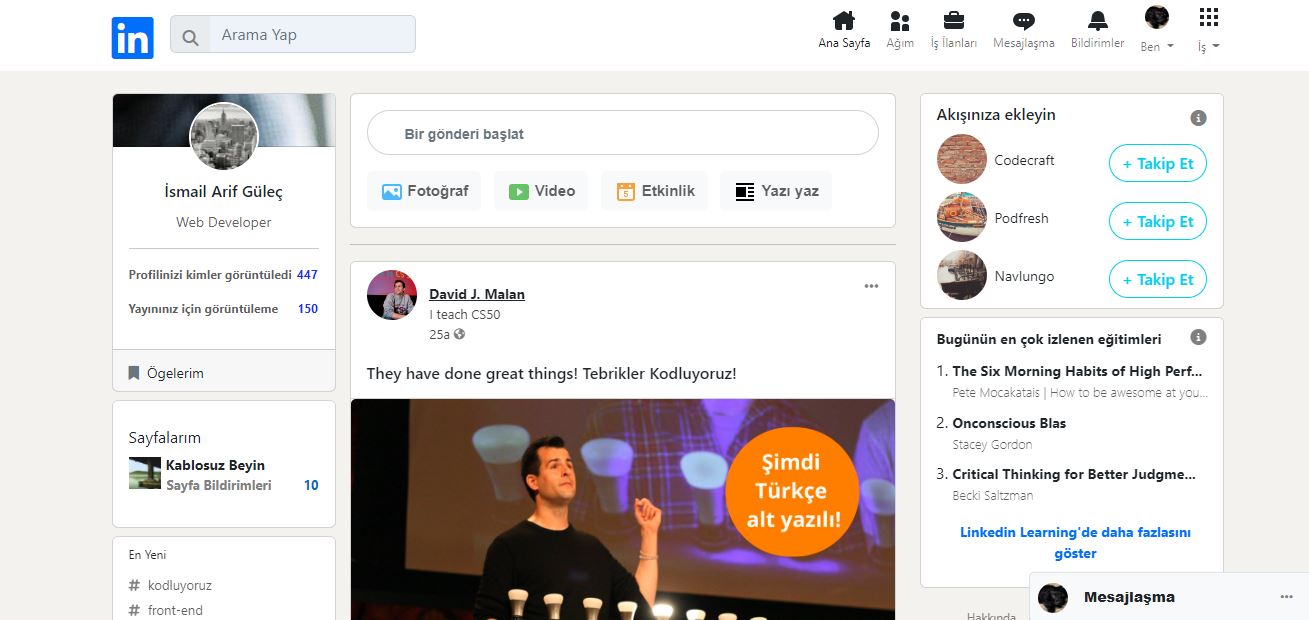 in
Arama Yap
Ana Sayfa
Ağım
İş İlanları
Mesajlaşma
Bildirimler
Ben
İş
İsmail Arif Güleç
Web Developer
Profilinizi kimler görüntüledi 447
Yayınınız için görüntüleme 150
Ögelerim
Sayfalarım
Kablosuz Beyin
Sayfa Bildirimleri 10
En Yeni
# kodluyoruz
# front-end
Bir gönderi başlat
Fotoğraf
Video
5
Etkinlik
Yazı yaz
David J. Malan
I teach CS50
25a
They have done great things! Tebrikler Kodluyoruz!
Şimdi
Türkçe
alt yazılı!
Akışınıza ekleyin
Codecraft
+ Takip Et
Podfresh
+ Takip Et
Navlungo
+ Takip Et
Bugünün en çok izlenen eğitimleri
1. The Six Morning Habits of High Perf...
Pete Mocakatais | How to be awesome at you...
2. Onconscious Blas
Stacey Gordon
3. Critical Thinking for Better Judgme...
Becki Saltzman
Linkedin Learning'de daha fazlasını
göster
Hakkında
Mesajlaşma